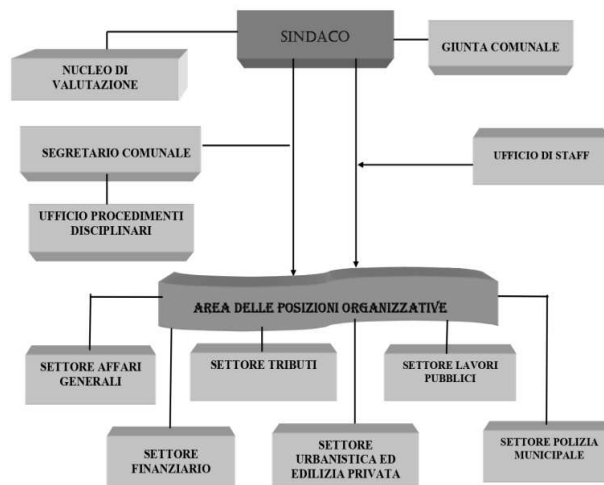 SINDACO
GIUNTA COMUNALE
NUCLEO DI
VALUTAZIONE
SEGRETARIO COMUNALE
UFFICIO DI STAFF
UFFICIO PROCEDIMENTI
DISCIPLINARI
AREA DELLE POSIZIONI ORGANIZZATIVE
SETTORE AFFARI
GENERALI
SETTORE TRIBUTI
SETTORE LAVORI
PUBBLICI
SETTORE
FINANZIARIO
SETTORE
URBANISTICA ED
EDILIZIA PRIVATA
SETTORE POLIZIA
MUNICIPALE